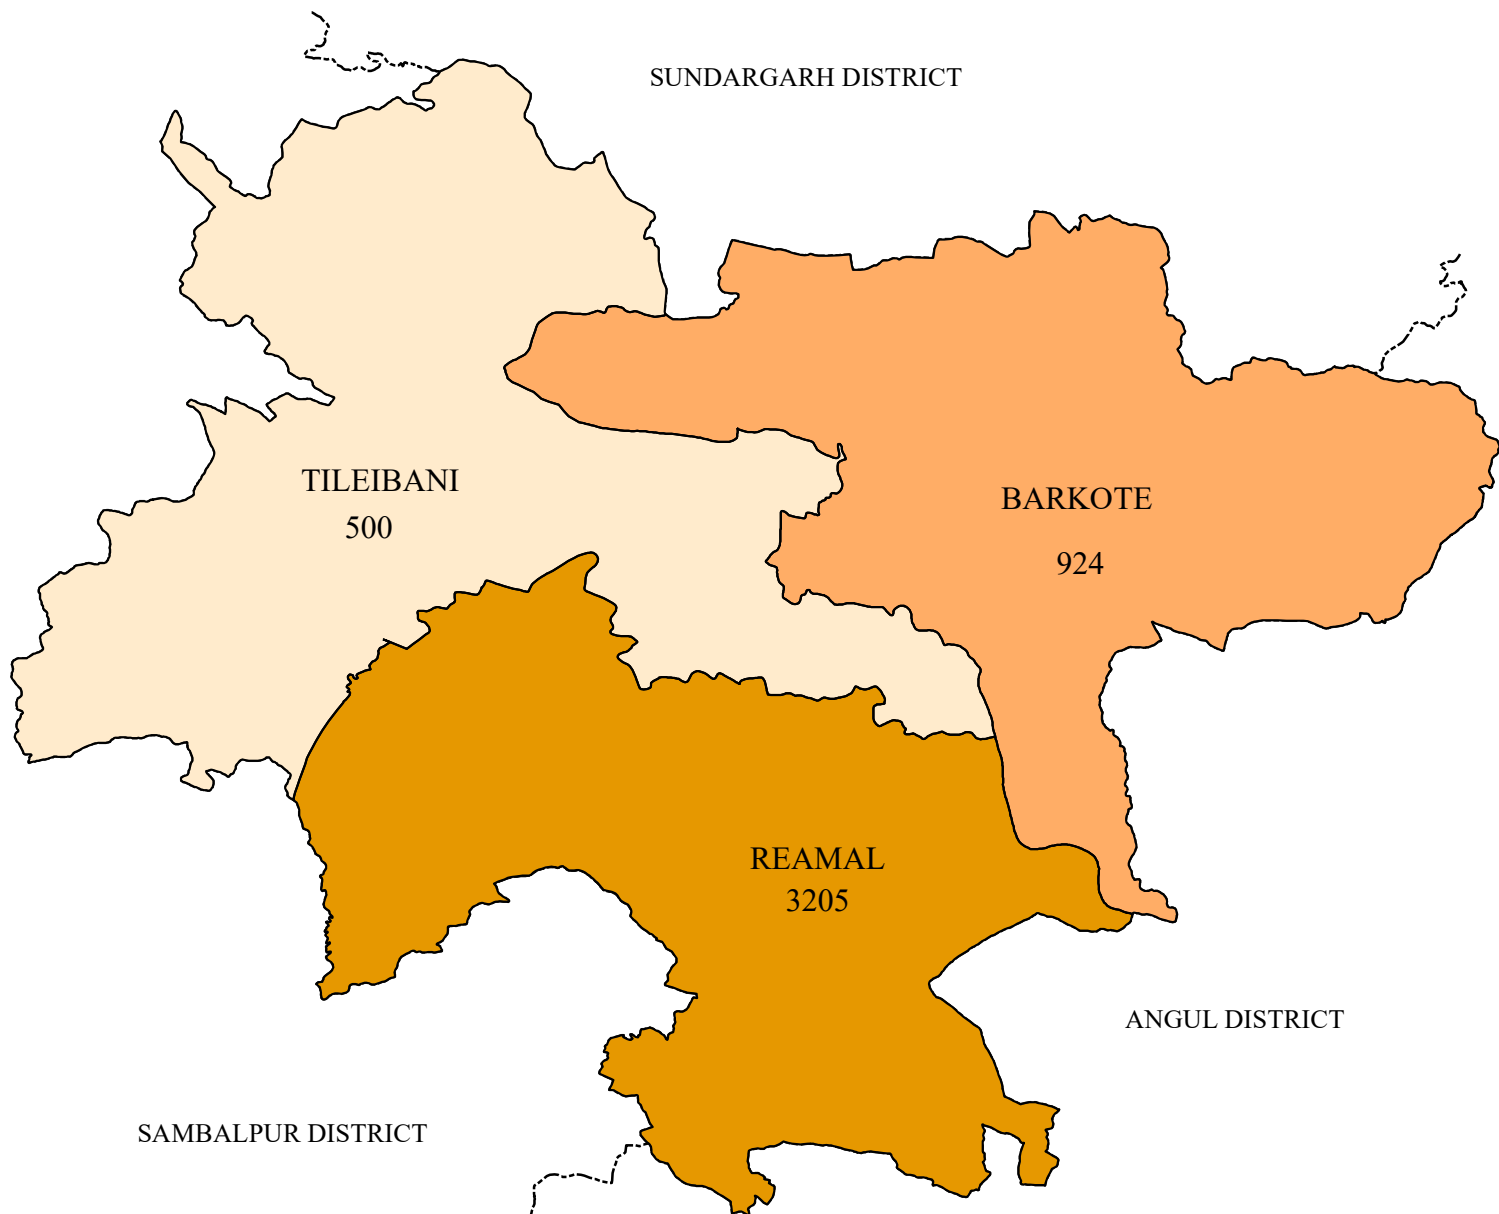 SUNDARGARH DISTRICT
TILEIBANI
500
BARKOTE
924
REAMAL
3205
ANGUL DISTRICT
SAMBALPUR DISTRICT